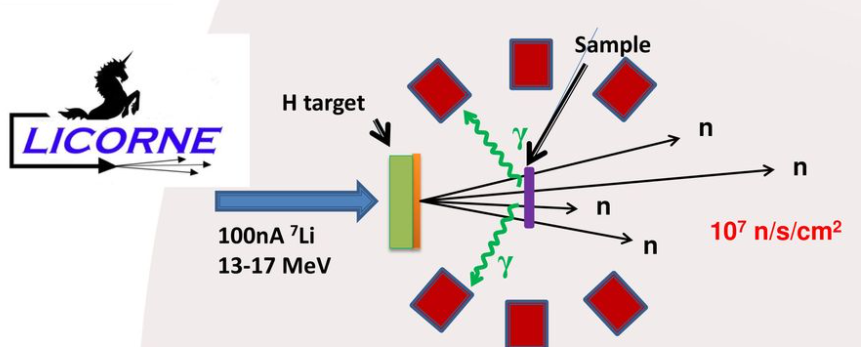 LICORNE
H target
Sample
γ
γ
n
n
n
n
100nA ⁷Li
13-17 MeV
10⁷ n/s/cm²